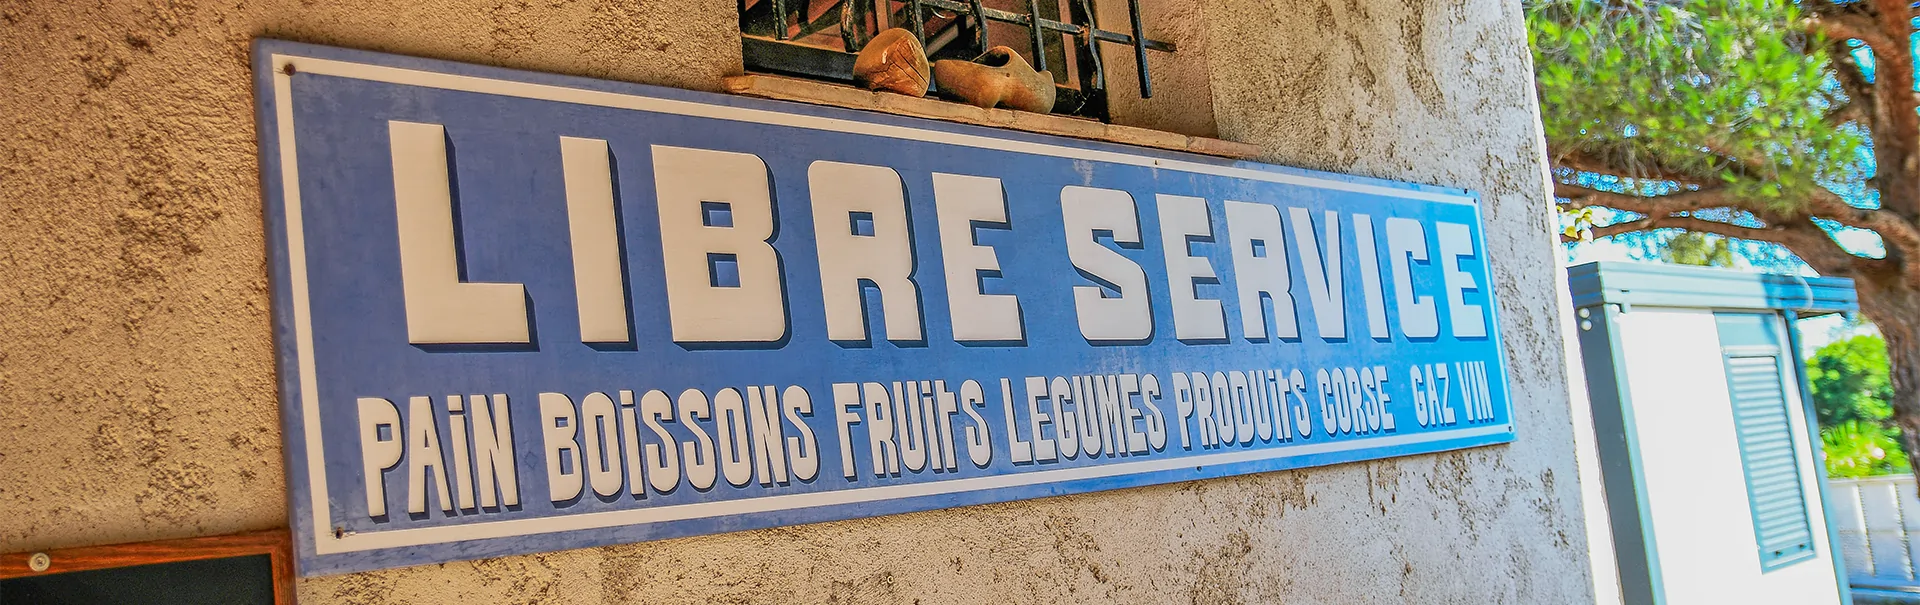 LIBRE SERVICE
PAiN BOiSSONS FRUitS LEGUMES PRODUitS CORSE GAZ VIN